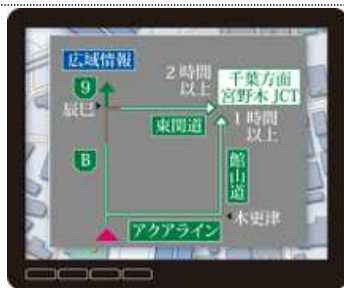 広域情報
9
辰巳
2時間
以上
千葉方面
宮野木JCT
東関道
1時間
以上
B
館山道
木更津
アクアライン